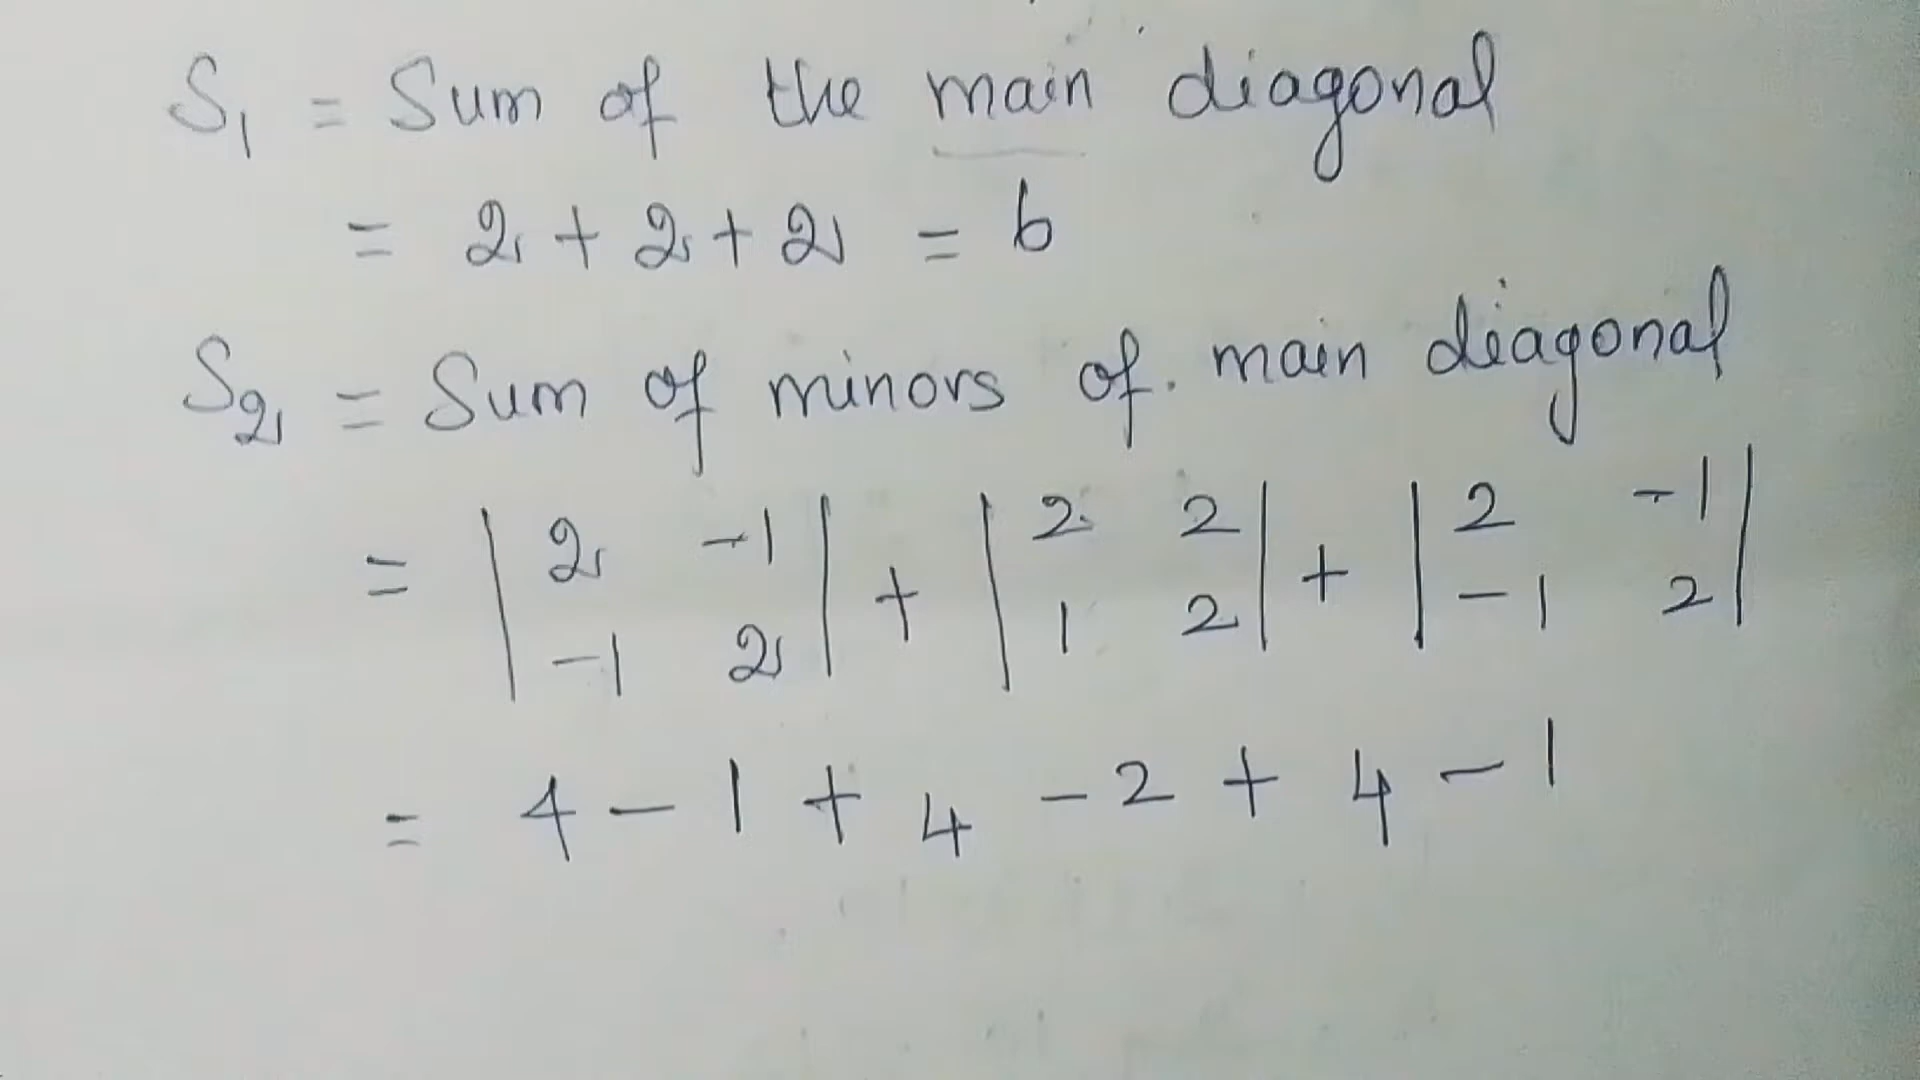 S₁ = Sum of the main diagonal
= 2 + 2 + 2 = 6
S₂ = Sum of minors of main diagonal
= | 2 -1 | + | 2 2 | + | 2 -1 |
| -1 2 | | 1 2 | | -1 2 |
= 4 - 1 + 4 - 2 + 4 - 1